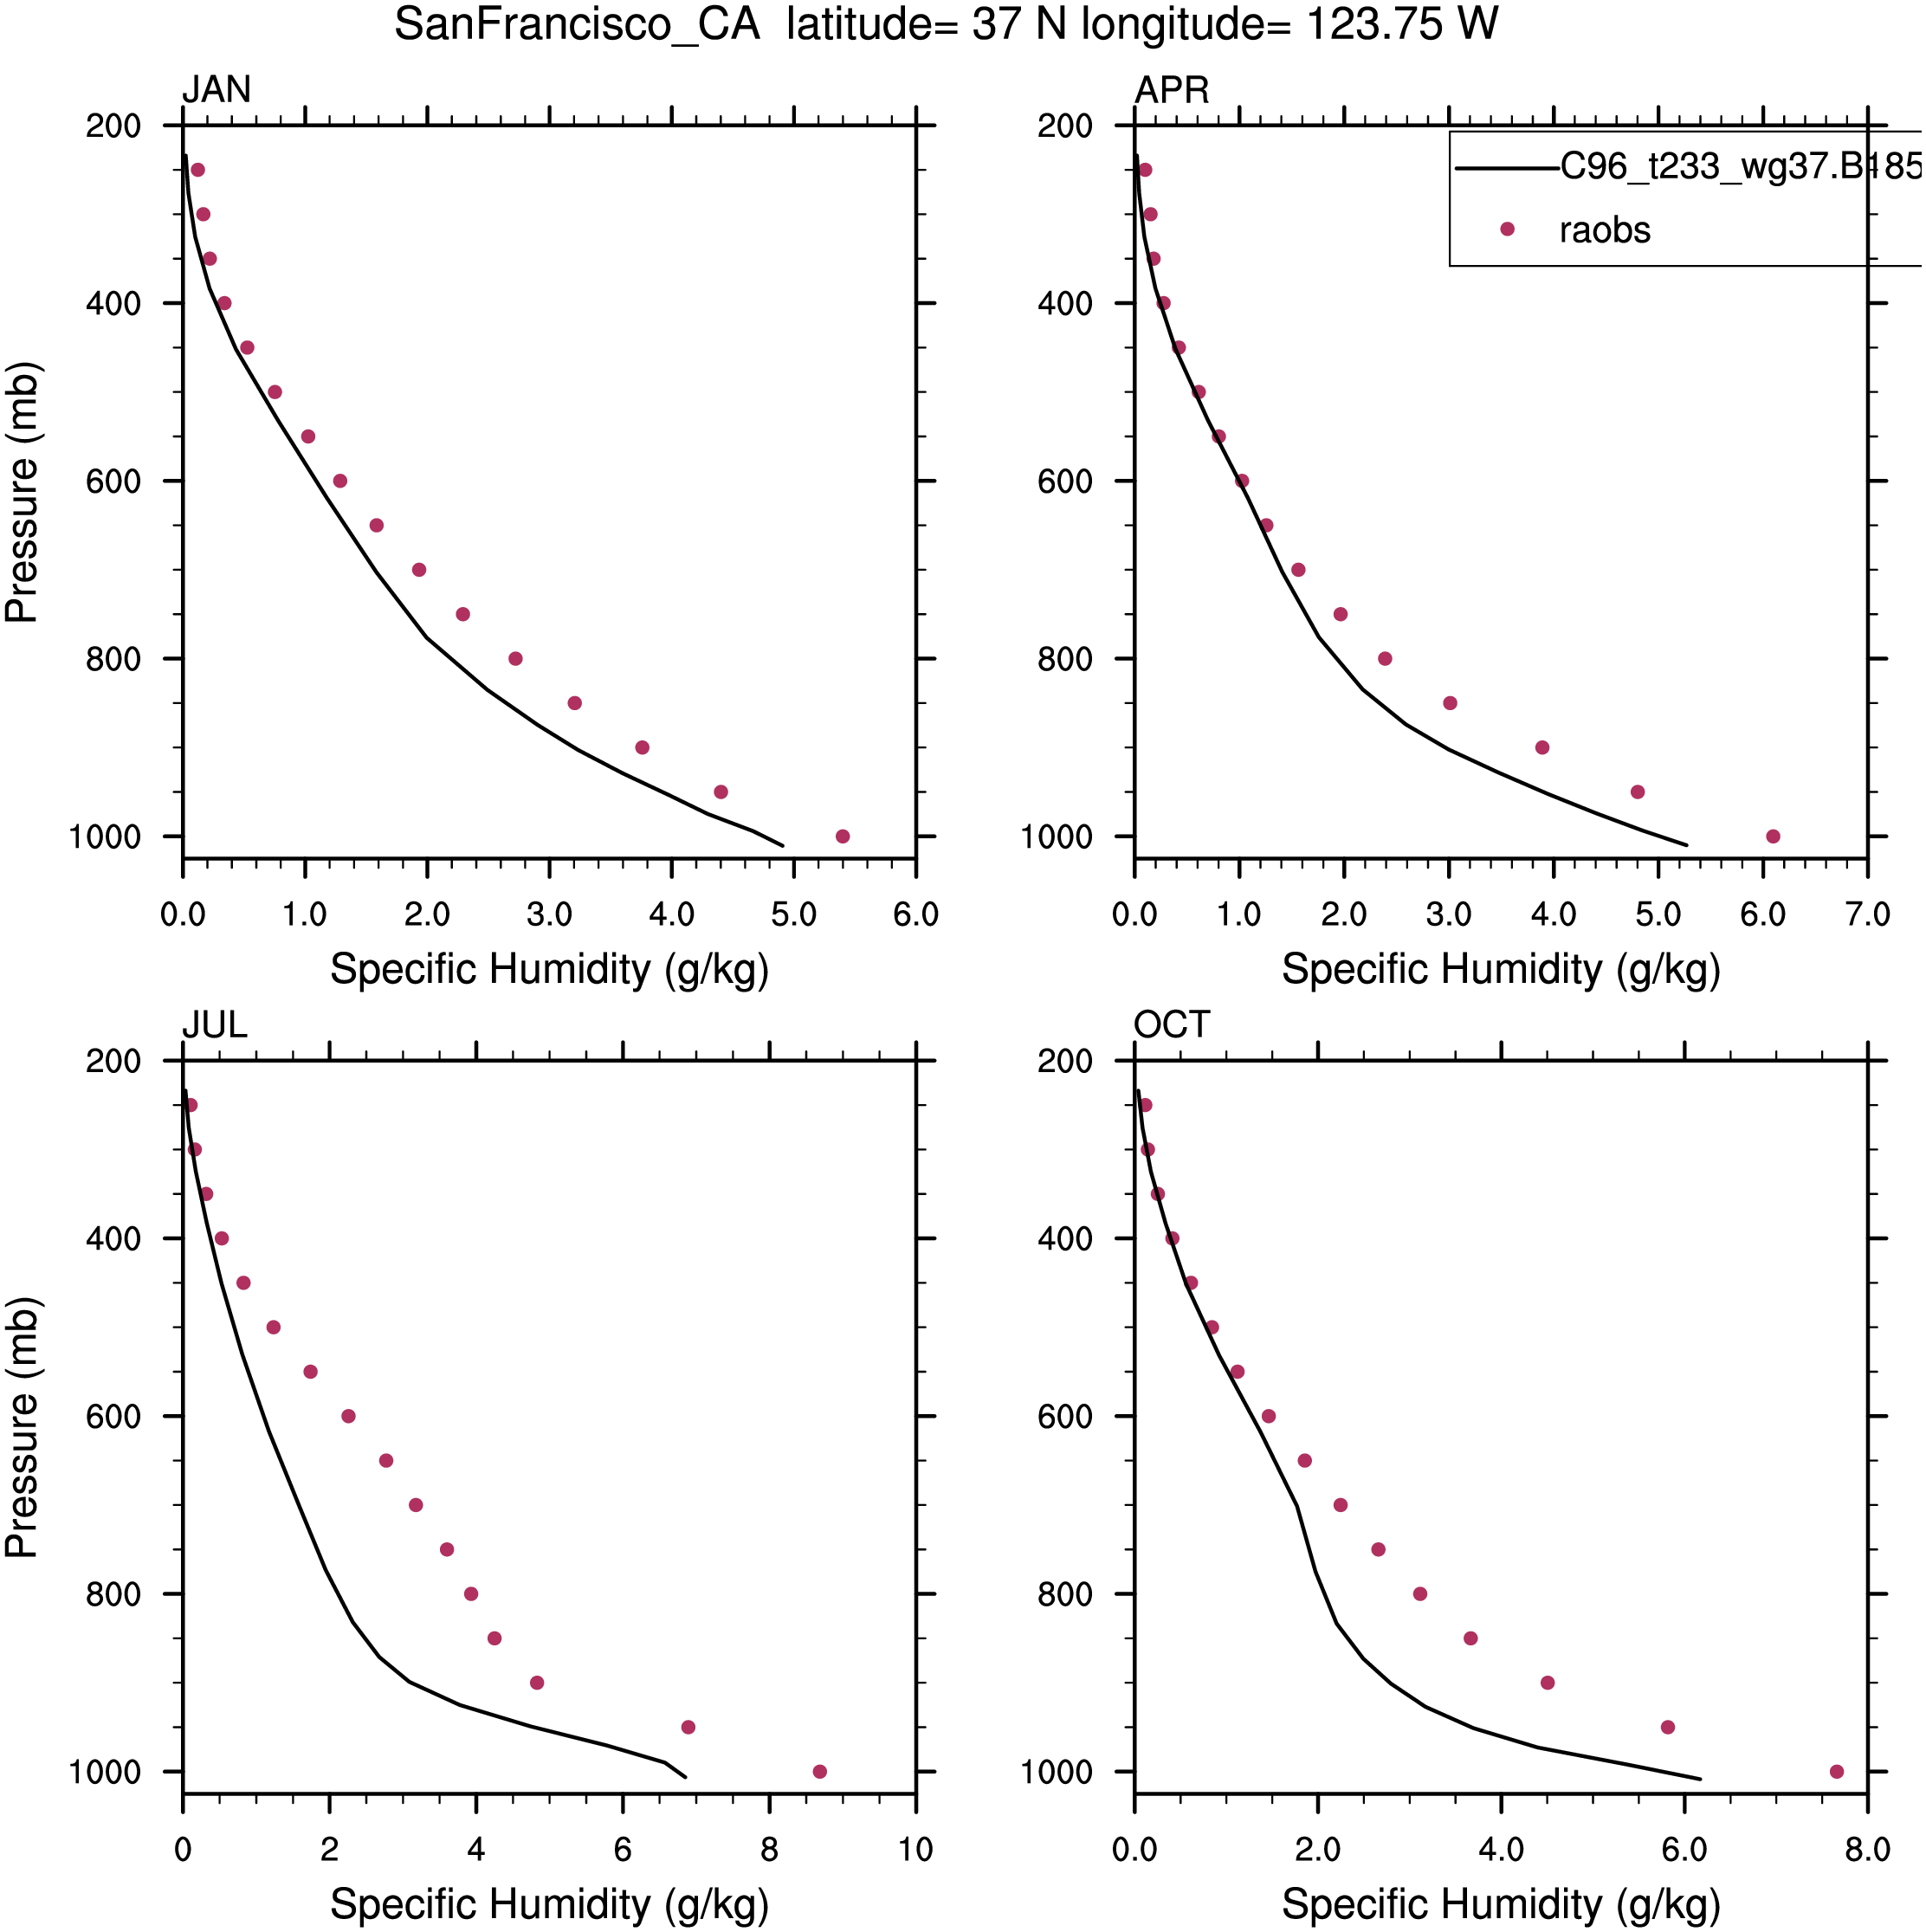 SanFrancisco_CA latitude= 37 N longitude= 123.75 W
JAN
200
400
600
800
1000
Pressure (mb)
0.0 1.0 2.0 3.0 4.0 5.0 6.0
Specific Humidity (g/kg)
APR
C96_t233_wg37.B185
raobs
200
400
600
800
1000
0.0 1.0 2.0 3.0 4.0 5.0 6.0 7.0
Specific Humidity (g/kg)
JUL
200
400
600
800
1000
Pressure (mb)
0 2 4 6 8 10
Specific Humidity (g/kg)
OCT
200
400
600
800
1000
0.0 2.0 4.0 6.0 8.0
Specific Humidity (g/kg)